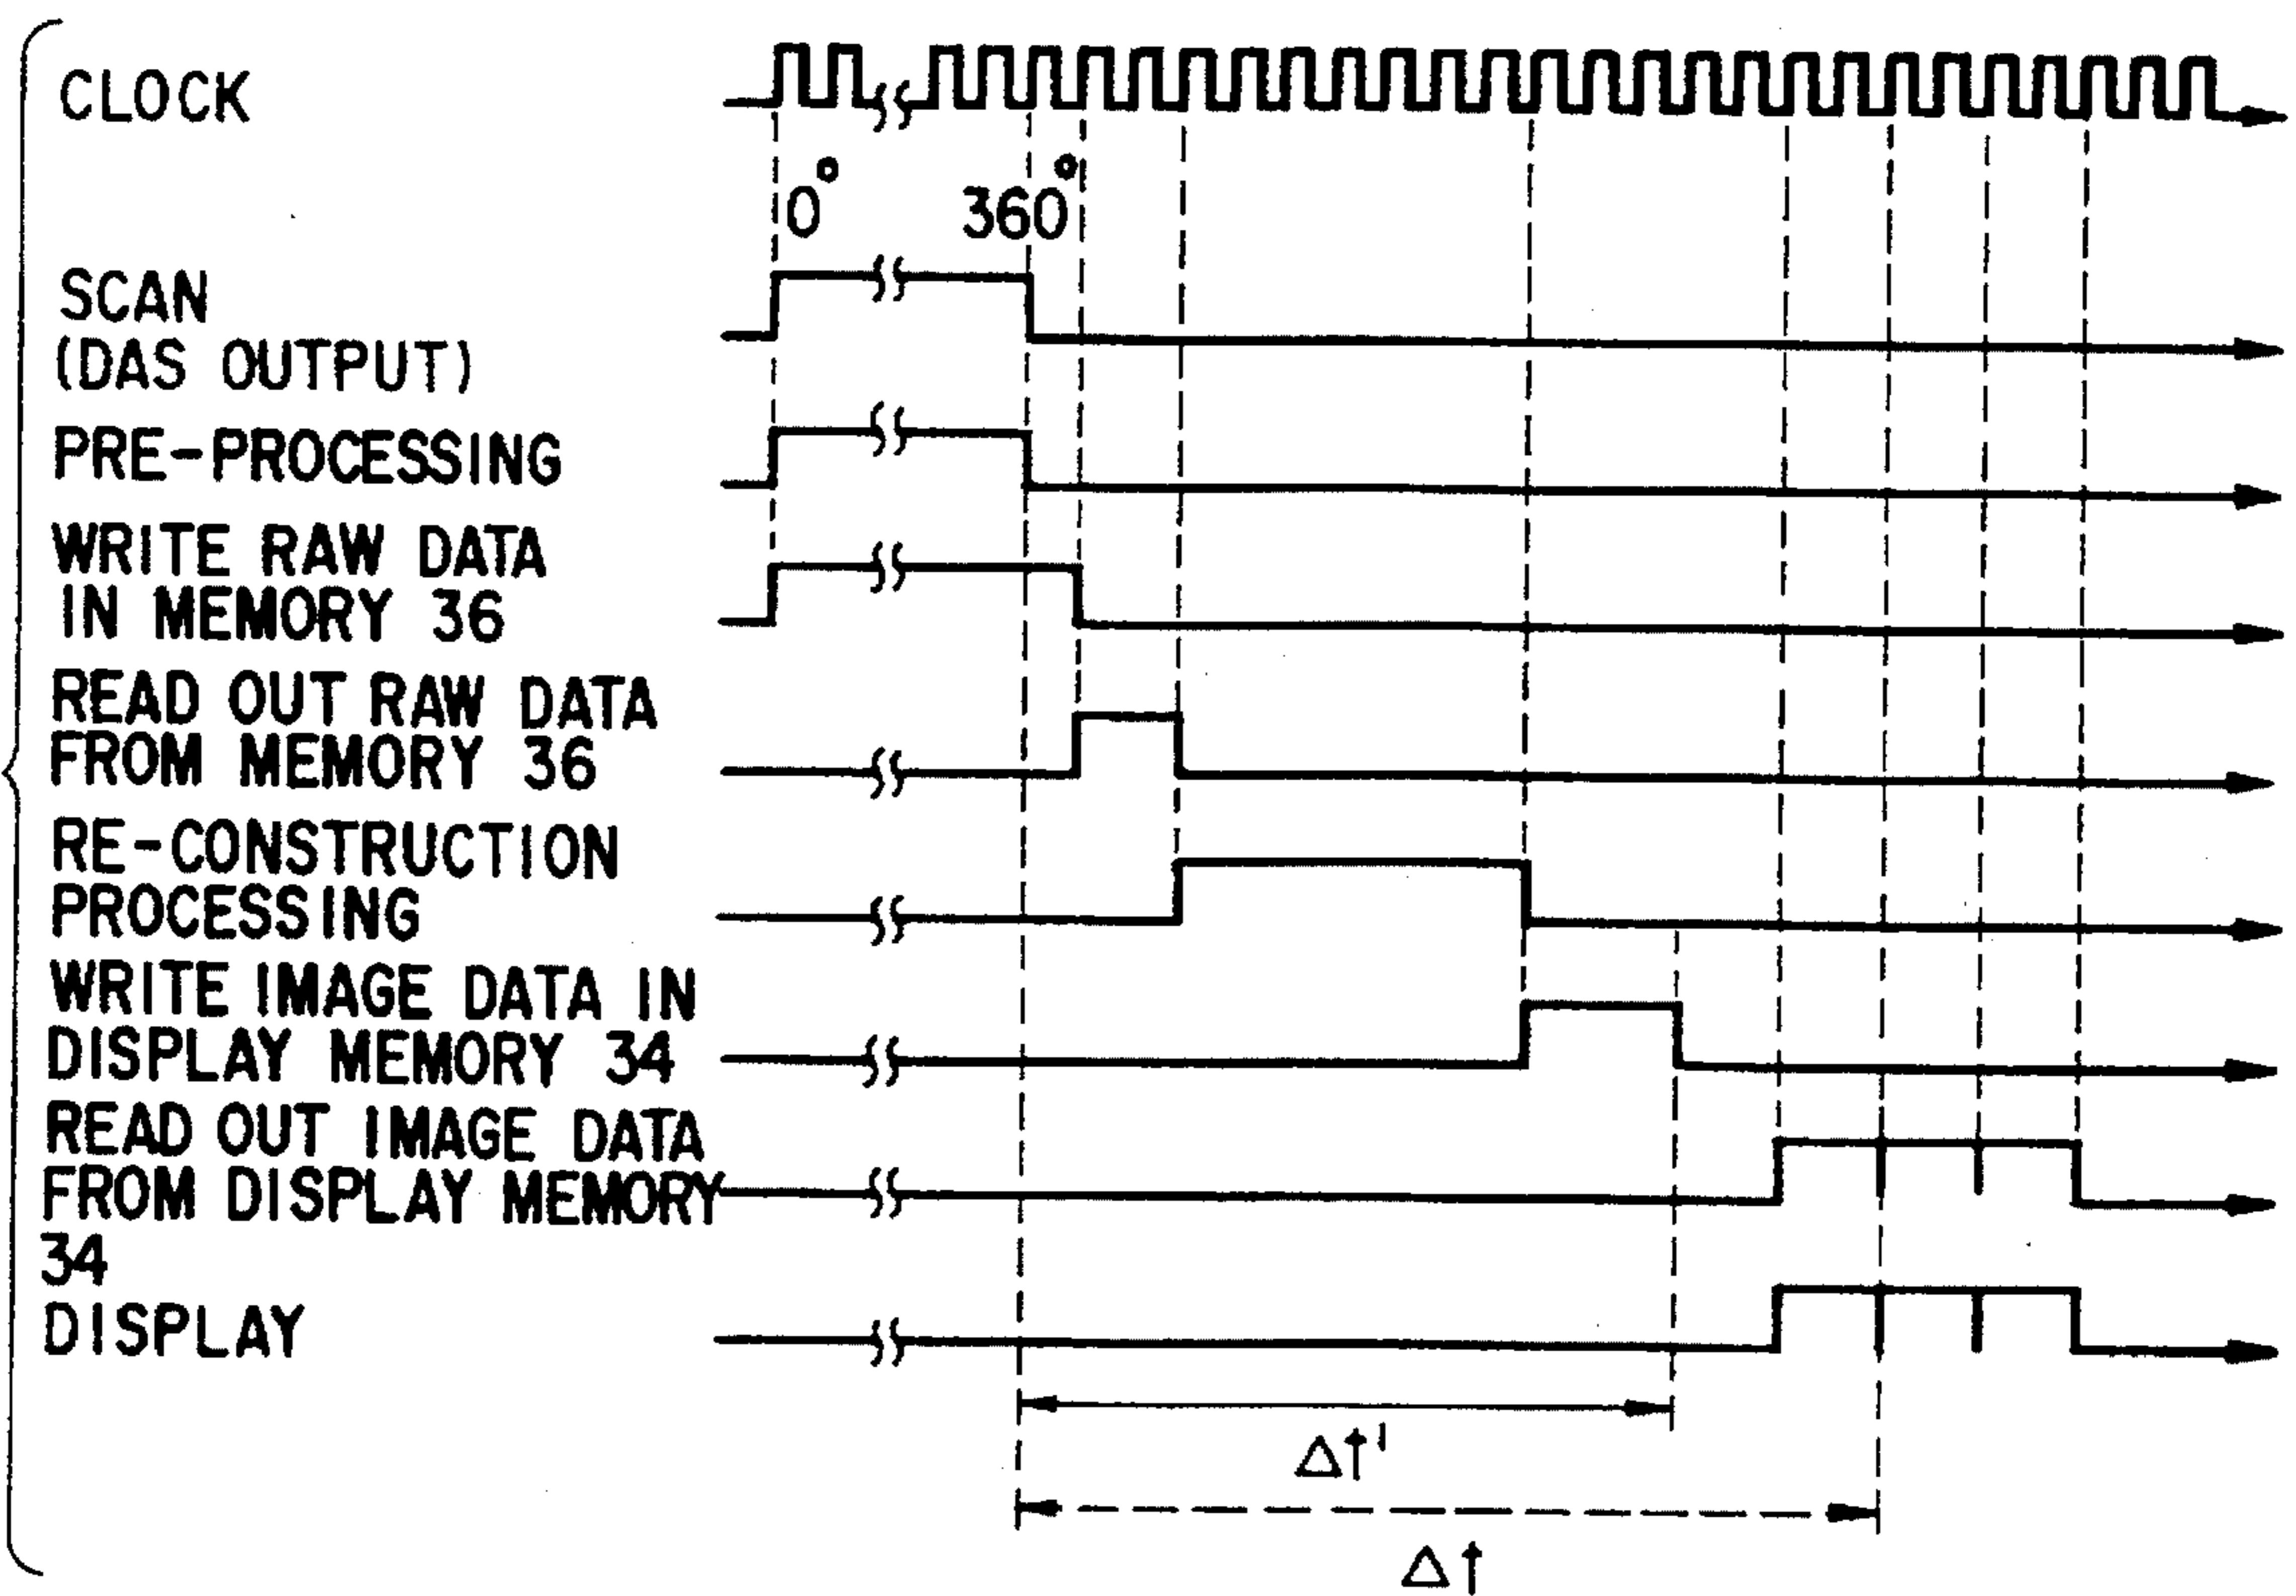 CLOCK
0° 360°
SCAN
(DAS OUTPUT)
PRE-PROCESSING
WRITE RAW DATA
IN MEMORY 36
READ OUT RAW DATA
FROM MEMORY 36
RE-CONSTRUCTION
PROCESSING
WRITE IMAGE DATA IN
DISPLAY MEMORY 34
READ OUT IMAGE DATA
FROM DISPLAY MEMORY
34
DISPLAY
Δt'
Δt